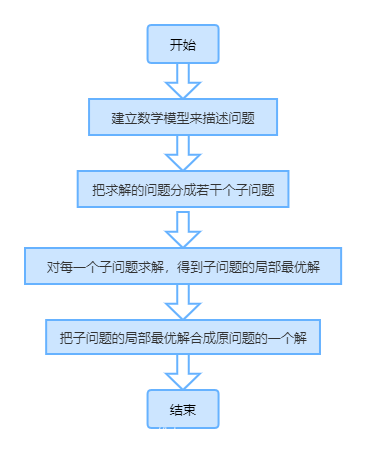 开始
建立数学模型来描述问题
把求解的问题分成若干个子问题
对每一个子问题求解，得到子问题的局部最优解
把子问题的局部最优解合成原问题的一个解
结束